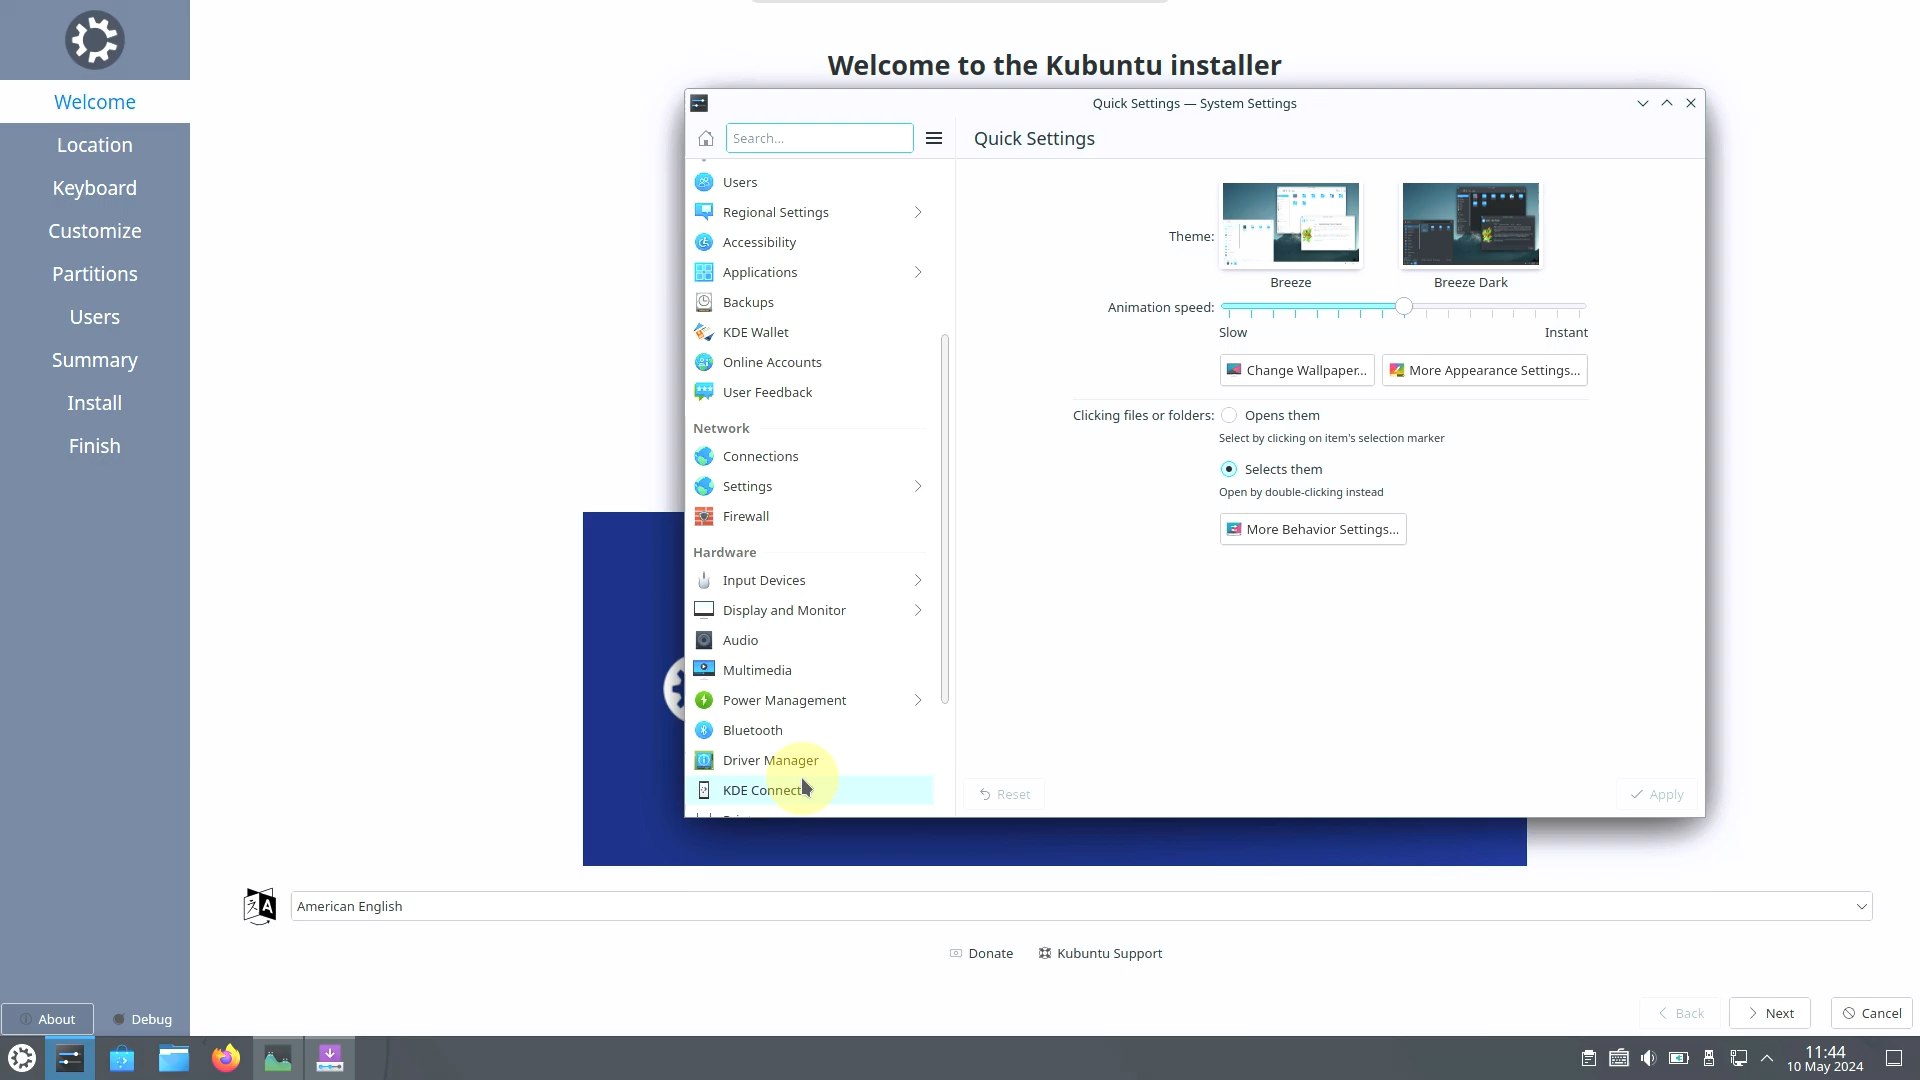 Welcome
Location
Keyboard
Customize
Partitions
Users
Summary
Install
Finish
About
Debug
Welcome to the Kubuntu installer
Quick Settings — System Settings
Search...
Quick Settings
Users
Regional Settings
Accessibility
Applications
Backups
KDE Wallet
Online Accounts
User Feedback
Network
Connections
Settings
Firewall
Hardware
Input Devices
Display and Monitor
Audio
Multimedia
Power Management
Bluetooth
Driver Manager
KDE Connect
Theme:
Breeze
Breeze Dark
Animation speed:
Slow
Instant
Change Wallpaper...
More Appearance Settings...
Clicking files or folders:
Opens them
Select by clicking on item's selection marker
Selects them
Open by double-clicking instead
More Behavior Settings...
Reset
Apply
American English
Donate
Kubuntu Support
Back
Next
Cancel
11:44
10 May 2024